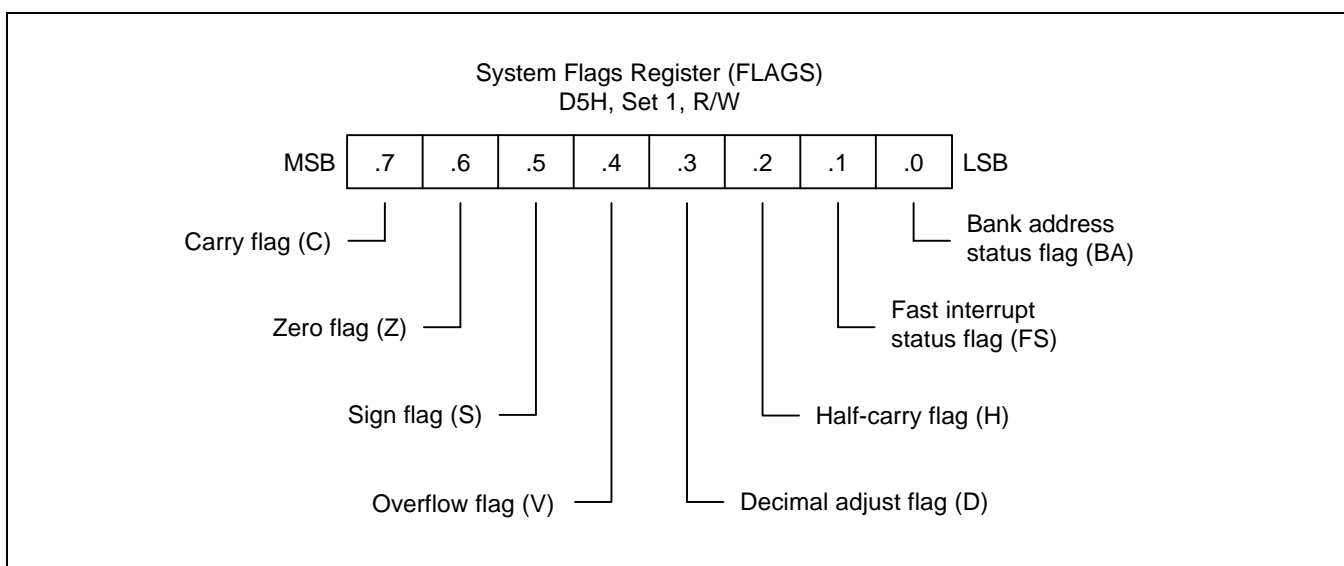 System Flags Register (FLAGS)
D5H, Set 1, R/W
MSB .7 .6 .5 .4 .3 .2 .1 .0 LSB
Carry flag (C)
Bank address
status flag (BA)
Zero flag (Z)
Fast interrupt
status flag (FS)
Sign flag (S)
Half-carry flag (H)
Overflow flag (V)
Decimal adjust flag (D)